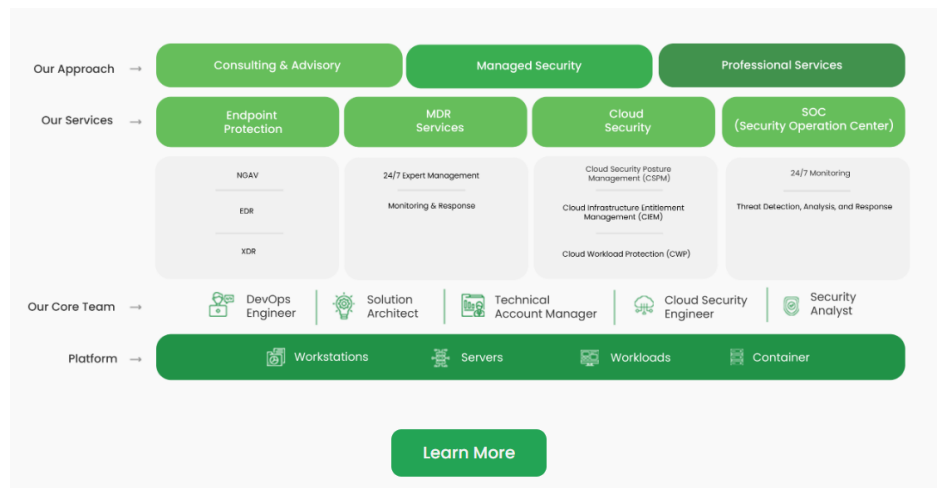 Our Approach → Consulting & Advisory Managed Security Professional Services
Our Services → Endpoint Protection MDR Services Cloud Security SOC (Security Operation Center)
NGAV
EDR
XDR
24/7 Expert Management
Monitoring & Response
Cloud Security Posture
Management (CSPM)
Cloud Infrastructure Entitlement
Management (CIEM)
Cloud Workload Protection (CWP)
24/7 Monitoring
Threat Detection, Analysis, and Response
Our Core Team → DevOps Engineer Solution Architect Technical Account Manager Cloud Security Engineer Security Analyst
Platform → Workstations Servers Workloads Container
Learn More